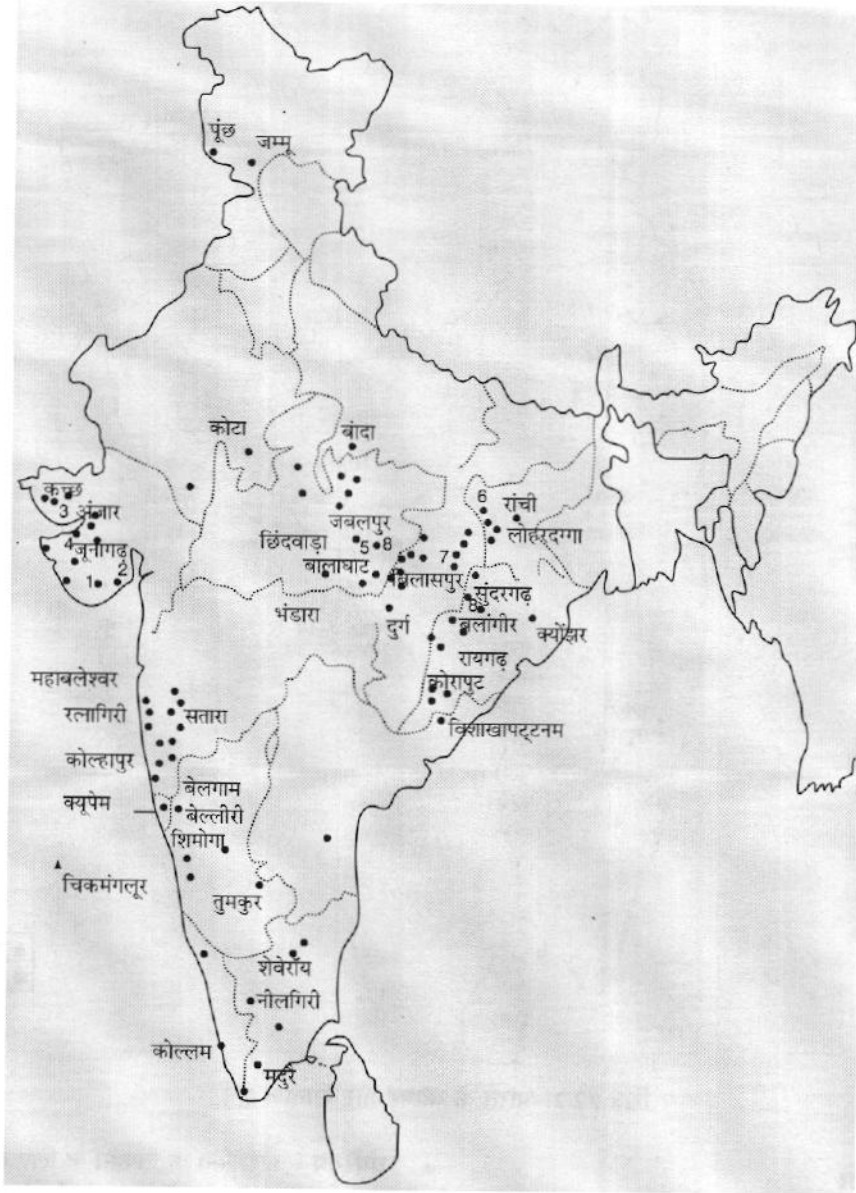 पूंछ
जम्मू
कोटा
बांदा
कच्छ
3
अंजार
4
जूनागढ़
1
2
जबलपुर
छिंदवाड़ा
5
8
बालाघाट
6
रांची
लोहरदग्गा
7
बिलासपुर
सुंदरगढ़
8
भंडारा
दुर्ग
बलांगीर
क्योंझर
रायगढ़
कोरापुट
विशाखापट्टनम
महाबलेश्वर
रत्नागिरी
सतारा
कोल्हापुर
बेलगाम
क्यूपेम
बेल्लीरी
शिमोगा
चिकमंगलूर
तुमकुर
शेवेरॉय
नीलगिरी
कोल्लम
मदुरै